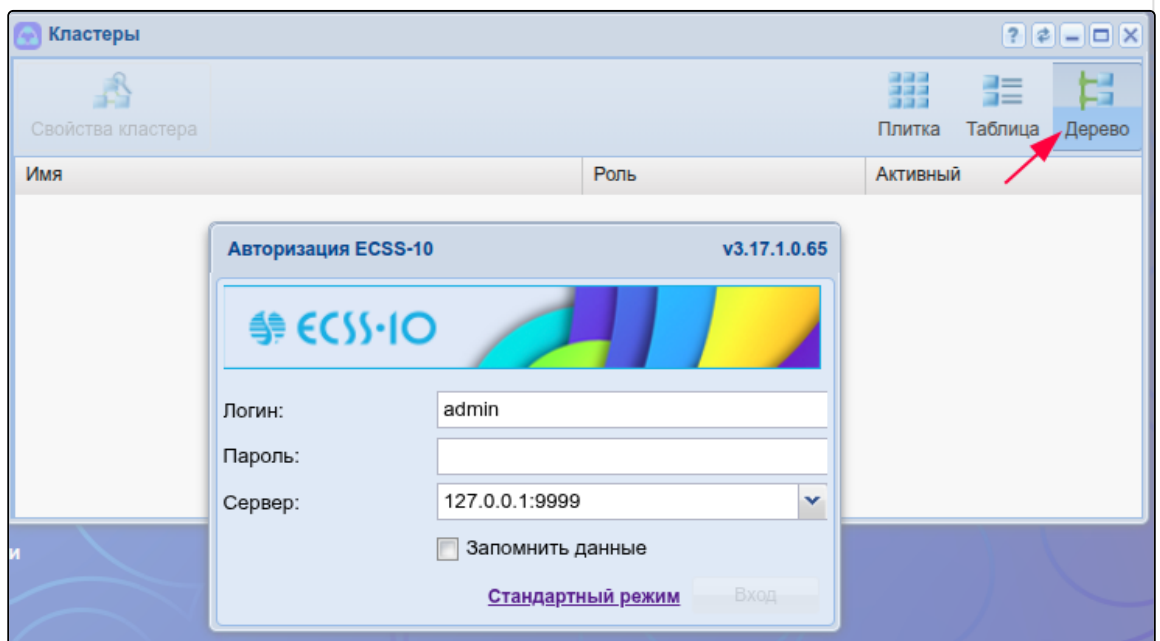 Кластеры
Свойства кластера
Плитка Таблица Дерево
Имя Роль Активный
Авторизация ECSS-10 v3.17.1.0.65
ECSS·10
Логин: admin
Пароль:
Сервер: 127.0.0.1:9999
Запомнить данные
и
Стандартный режим Вход